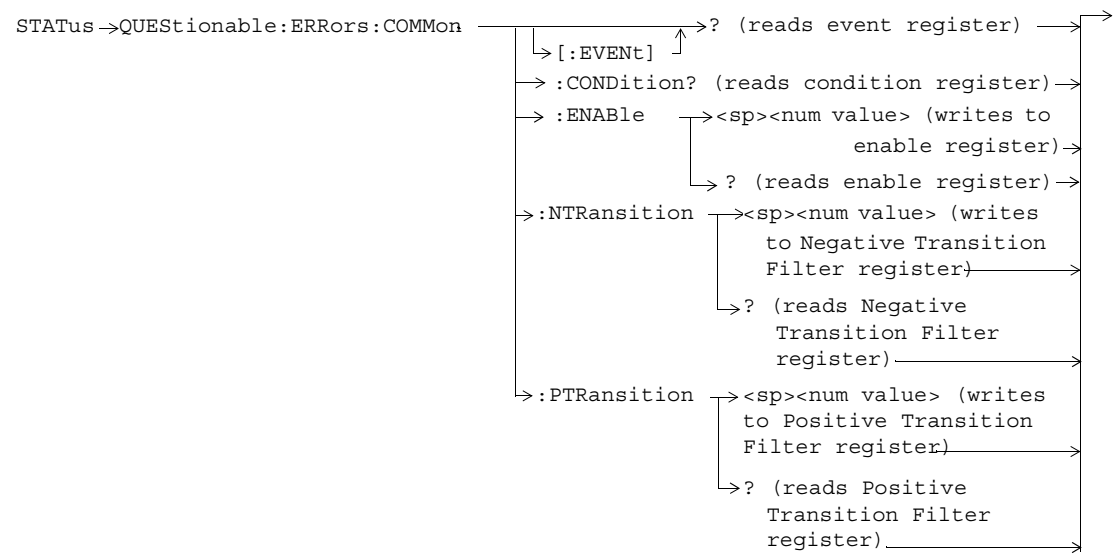 STATus QUEStionable:ERRors:COMMon
? (reads event register)
[:EVENt]
:CONDition? (reads condition register)
:ENABle <sp><num value> (writes to
enable register)
? (reads enable register)
:NTRansition <sp><num value> (writes
to Negative Transition
Filter register)
? (reads Negative
Transition Filter
register)
:PTRansition <sp><num value> (writes
to Positive Transition
Filter register)
? (reads Positive
Transition Filter
register)